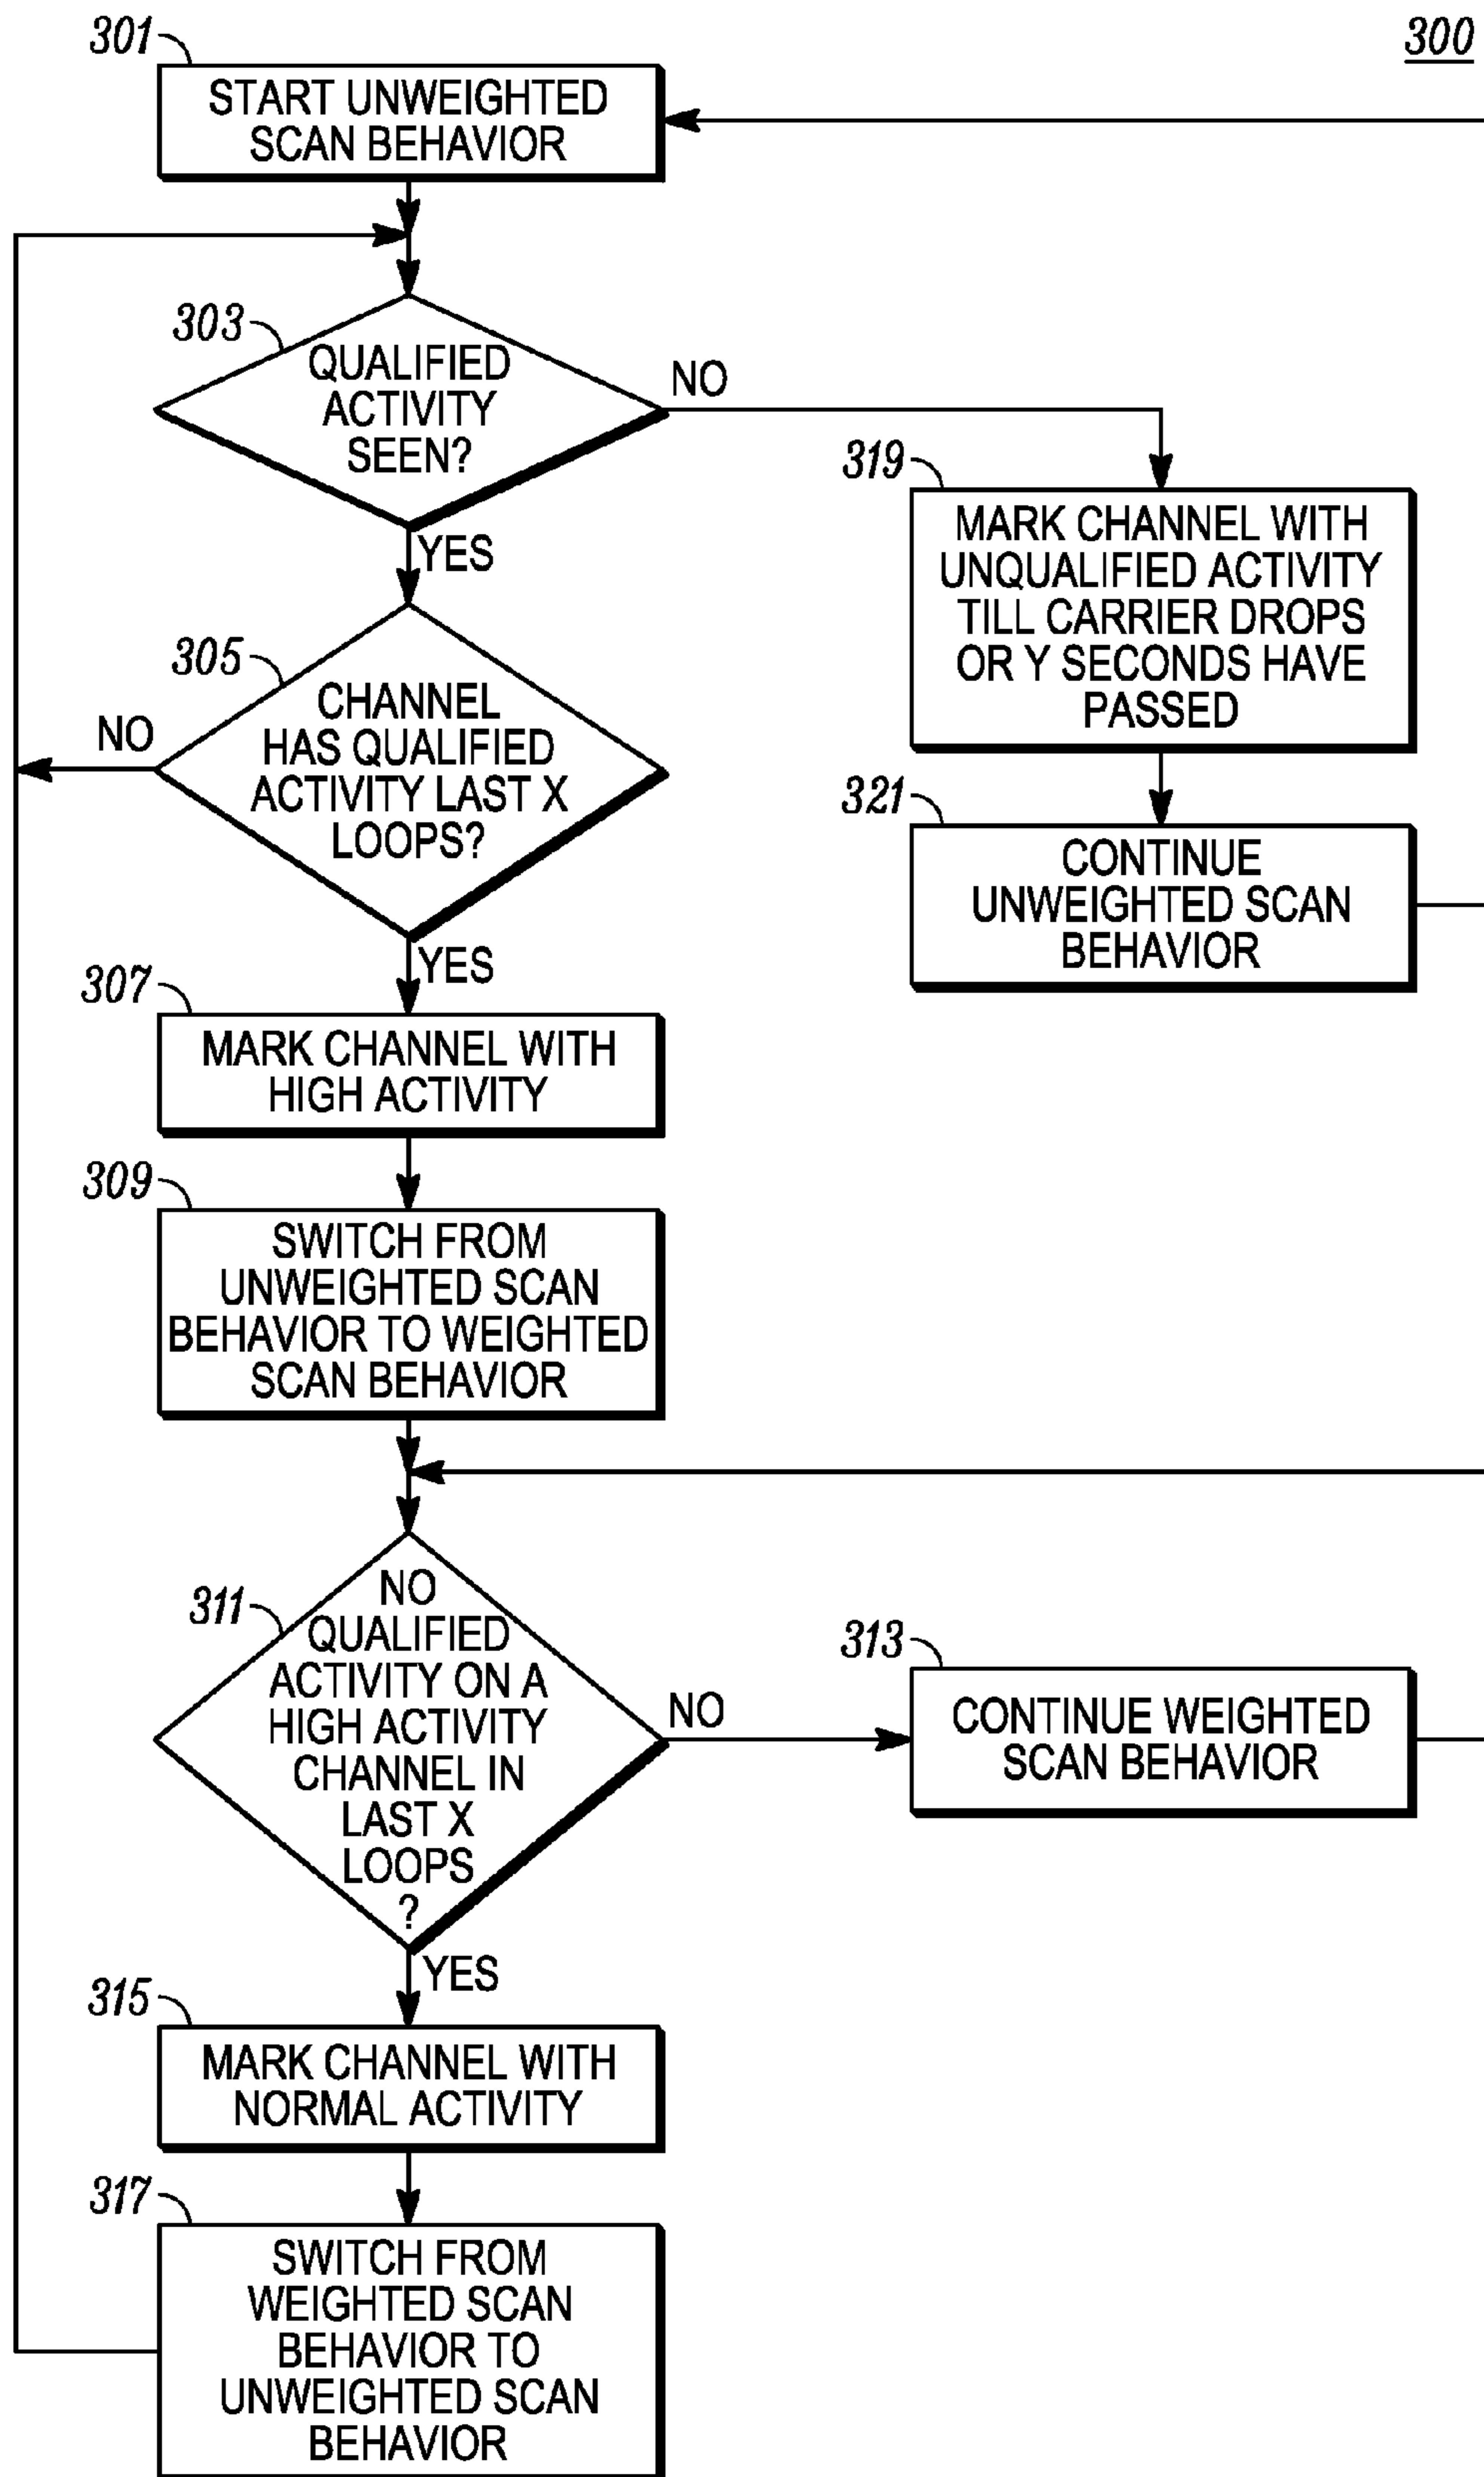 300
301
START UNWEIGHTED
SCAN BEHAVIOR
303
QUALIFIED
ACTIVITY
SEEN?
NO
YES
319
MARK CHANNEL WITH
UNQUALIFIED ACTIVITY
TILL CARRIER DROPS
OR Y SECONDS HAVE
PASSED
305
CHANNEL
HAS QUALIFIED
ACTIVITY LAST X
LOOPS?
NO
YES
321
CONTINUE
UNWEIGHTED SCAN
BEHAVIOR
307
MARK CHANNEL WITH
HIGH ACTIVITY
309
SWITCH FROM
UNWEIGHTED SCAN
BEHAVIOR TO WEIGHTED
SCAN BEHAVIOR
311
NO
QUALIFIED
ACTIVITY ON A
HIGH ACTIVITY
CHANNEL IN
LAST X
LOOPS
?
NO
YES
313
CONTINUE WEIGHTED
SCAN BEHAVIOR
315
MARK CHANNEL WITH
NORMAL ACTIVITY
317
SWITCH FROM
WEIGHTED SCAN
BEHAVIOR TO
UNWEIGHTED SCAN
BEHAVIOR